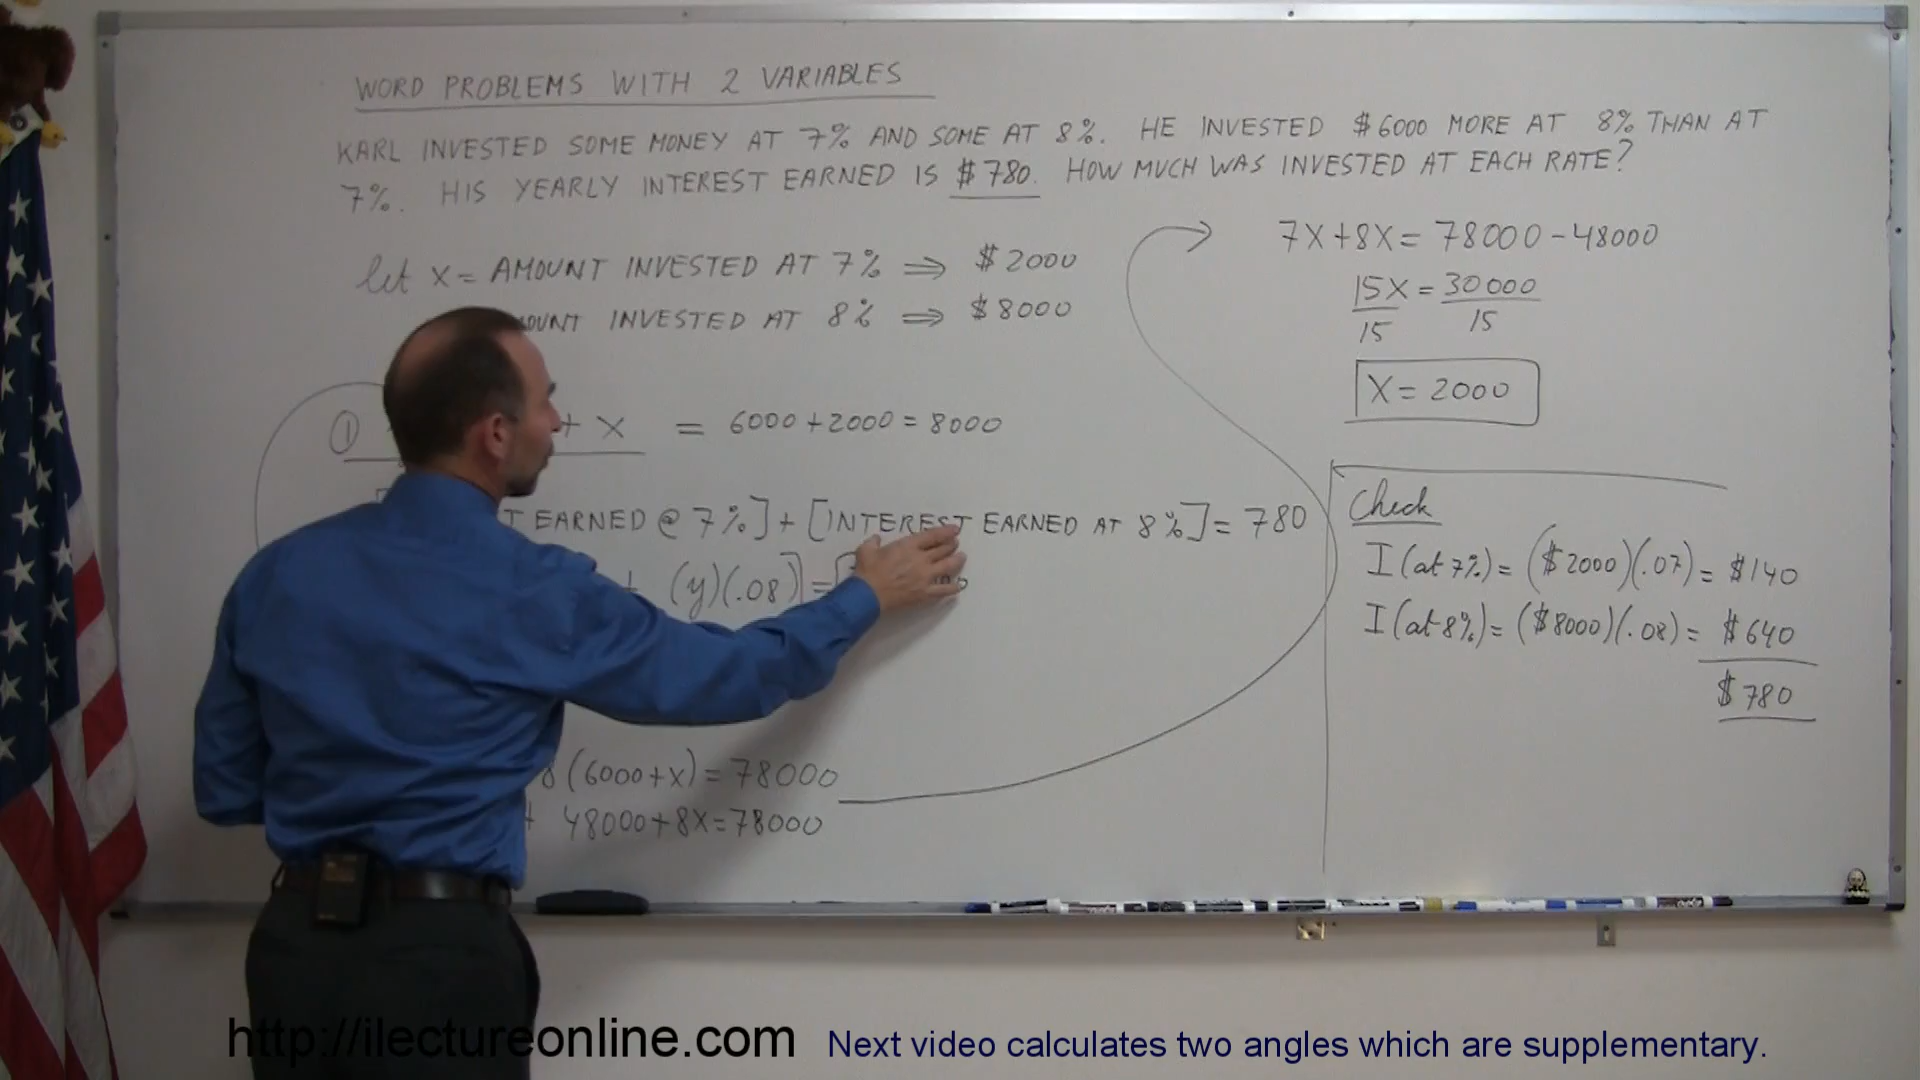 WORD PROBLEMS WITH 2 VARIABLES
KARL INVESTED SOME MONEY AT 7% AND SOME AT 8%. HE INVESTED $6000 MORE AT 8% THAN AT
7%. HIS YEARLY INTEREST EARNED IS $780. HOW MUCH WAS INVESTED AT EACH RATE?
let x = AMOUNT INVESTED AT 7% ⇒ $2000
OUNT INVESTED AT 8% ⇒ $8000
① + X = 6000+2000=8000
T EARNED @ 7%]+[INTEREST EARNED AT 8%]=780
+ (y)(.08)=
8(6000+x)=78000
+ 48000+8X=78000
7X+8X=78000-48000
15X = 30000
15 15
X = 2000
Check
I(at 7%)=($2000)(.07)=$140
I(at 8%)=($8000)(.08)=$640
$780
http://ilectureonline.com Next video calculates two angles which are supplementary.